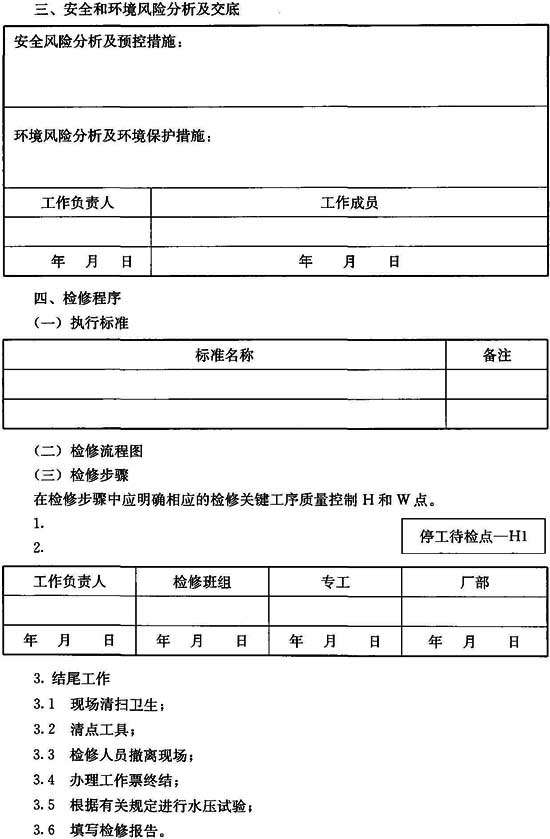 三、安全和环境风险分析及交底
安全风险分析及预控措施：
环境风险分析及环境保护措施：
工作负责人 工作成员
年 月 日 年 月 日
四、检修程序
（一）执行标准
标准名称 备注
（二）检修流程图
（三）检修步骤
在检修步骤中应明确相应的检修关键工序质量控制 H 和 W 点。
1.
停工待检点—H1
2.
工作负责人 检修班组 专工 厂部
年 月 日 年 月 日 年 月 日 年 月 日
3. 结尾工作
3.1 现场清扫卫生；
3.2 清点工具；
3.3 检修人员撤离现场；
3.4 办理工作票终结；
3.5 根据有关规定进行水压试验；
3.6 填写检修报告。